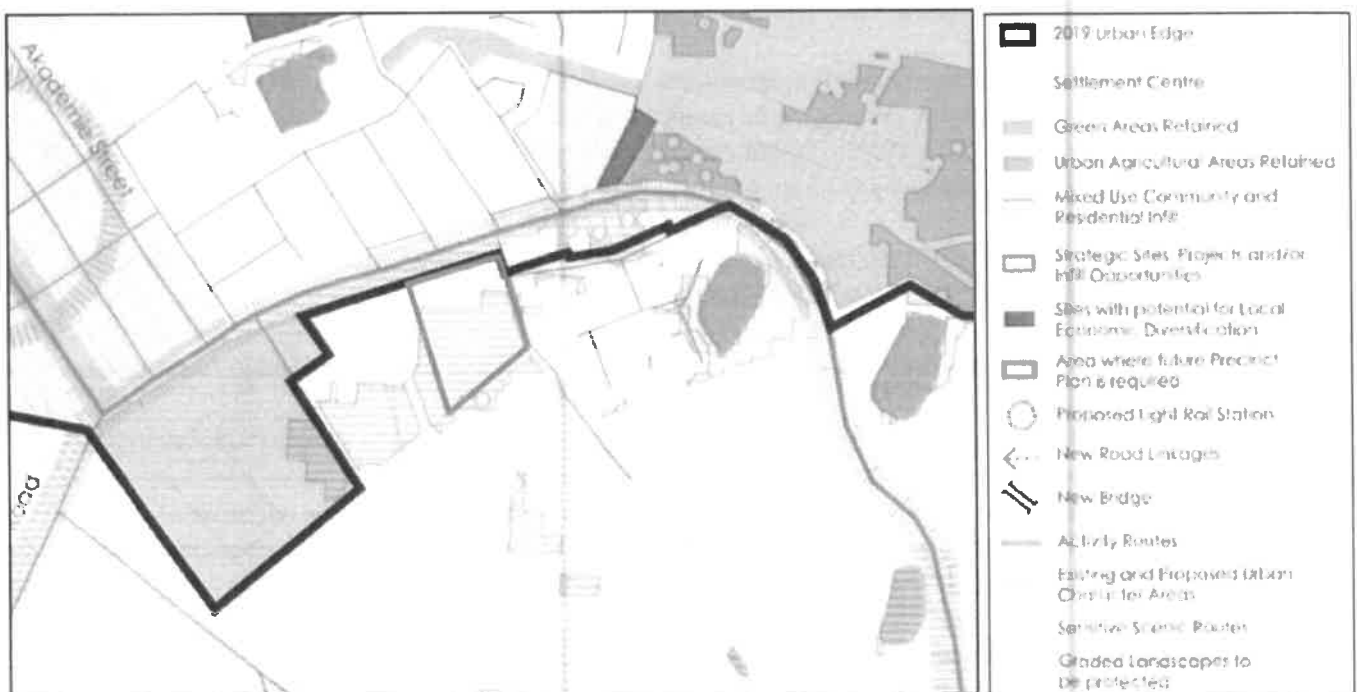 Akademie Street
oad
2019 Urban Edge
Settlement Centre
Green Areas Retained
Urban Agricultural Areas Retained
Mixed Use Community and
Residential Infill
Strategic Sites, Projects and/or
Infill Opportunities
Sites with potential for Local
Economic Diversification
Area where future Precinct
Plan is required
Proposed Light Rail Station
New Road Linkages
New Bridge
Activity Routes
Existing and Proposed Urban
Character Areas
Sensitive Scenic Routes
Graded Landscapes to
be protected